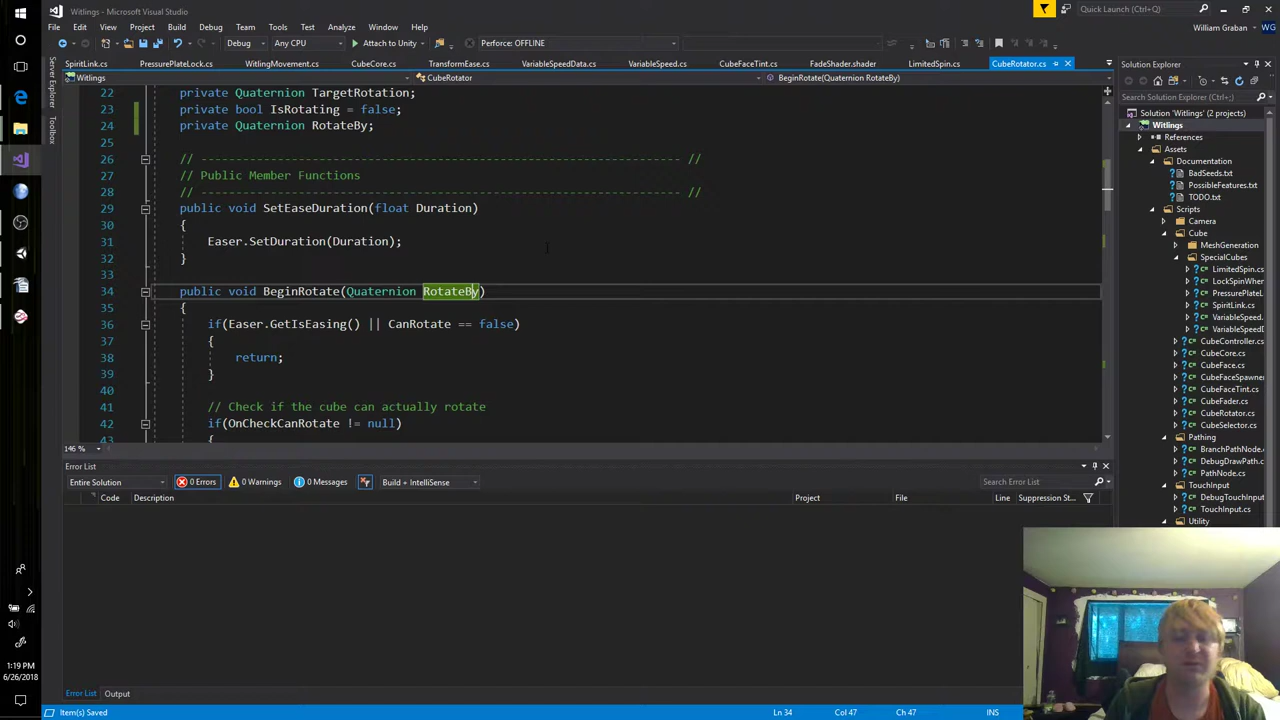 Witlings - Microsoft Visual Studio
Quick Launch (Ctrl+Q)
File Edit View Project Build Debug Team Tools Test Analyze Window Help
William Graban WG
Debug Any CPU Attach to Unity Perforce: OFFLINE
SpiritLink.cs PressurePlateLock.cs WitlingMovement.cs CubeCore.cs TransformEase.cs VariableSpeedData.cs VariableSpeed.cs CubeFaceTint.cs FadeShader.shader LimitedSpin.cs CubeRotator.cs
Solution Explorer
Witlings CubeRotator BeginRotate(Quaternion RotateBy)
Server Explorer
Toolbox
22 private Quaternion TargetRotation;
23 private bool IsRotating = false;
24 private Quaternion RotateBy;
25
26 // --------------------------------------------------------------------- //
27 // Public Member Functions
28 // --------------------------------------------------------------------- //
29 public void SetEaseDuration(float Duration)
30 {
31 Easer.SetDuration(Duration);
32 }
33
34 public void BeginRotate(Quaternion RotateBy)
35 {
36 if(Easer.GetIsEasing() || CanRotate == false)
37 {
38 return;
39 }
40
41 // Check if the cube can actually rotate
42 if(OnCheckCanRotate != null)
43 {
146 %
Search Solution Explorer (Ctrl+;)
Solution 'Witlings' (2 projects)
Witlings
References
Assets
Documentation
BadSeeds.txt
PossibleFeatures.txt
TODO.txt
Scripts
Camera
Cube
MeshGeneration
SpecialCubes
LimitedSpin.cs
LockSpinWher
PressurePlateL
SpiritLink.cs
VariableSpeed.
VariableSpeedD
CubeController.cs
CubeCore.cs
CubeFace.cs
CubeFaceSpawner
CubeFaceTint.cs
CubeFader.cs
CubeRotator.cs
CubeSelector.cs
Pathing
BranchPathNode.cs
DebugDrawPath.cs
PathNode.cs
TouchInput
DebugTouchInput
TouchInput.cs
Utility
Error List
Entire Solution 0 Errors 0 Warnings 0 Messages Build + IntelliSense
Search Error List
Code Description Project File Line Suppression St...
Error List Output
1:19 PM
6/26/2018
Item(s) Saved Ln 34 Col 47 Ch 47 INS